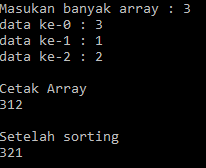 Masukan banyak array : 3
data ke-0 : 3
data ke-1 : 1
data ke-2 : 2
Cetak Array
312
Setelah sorting
321